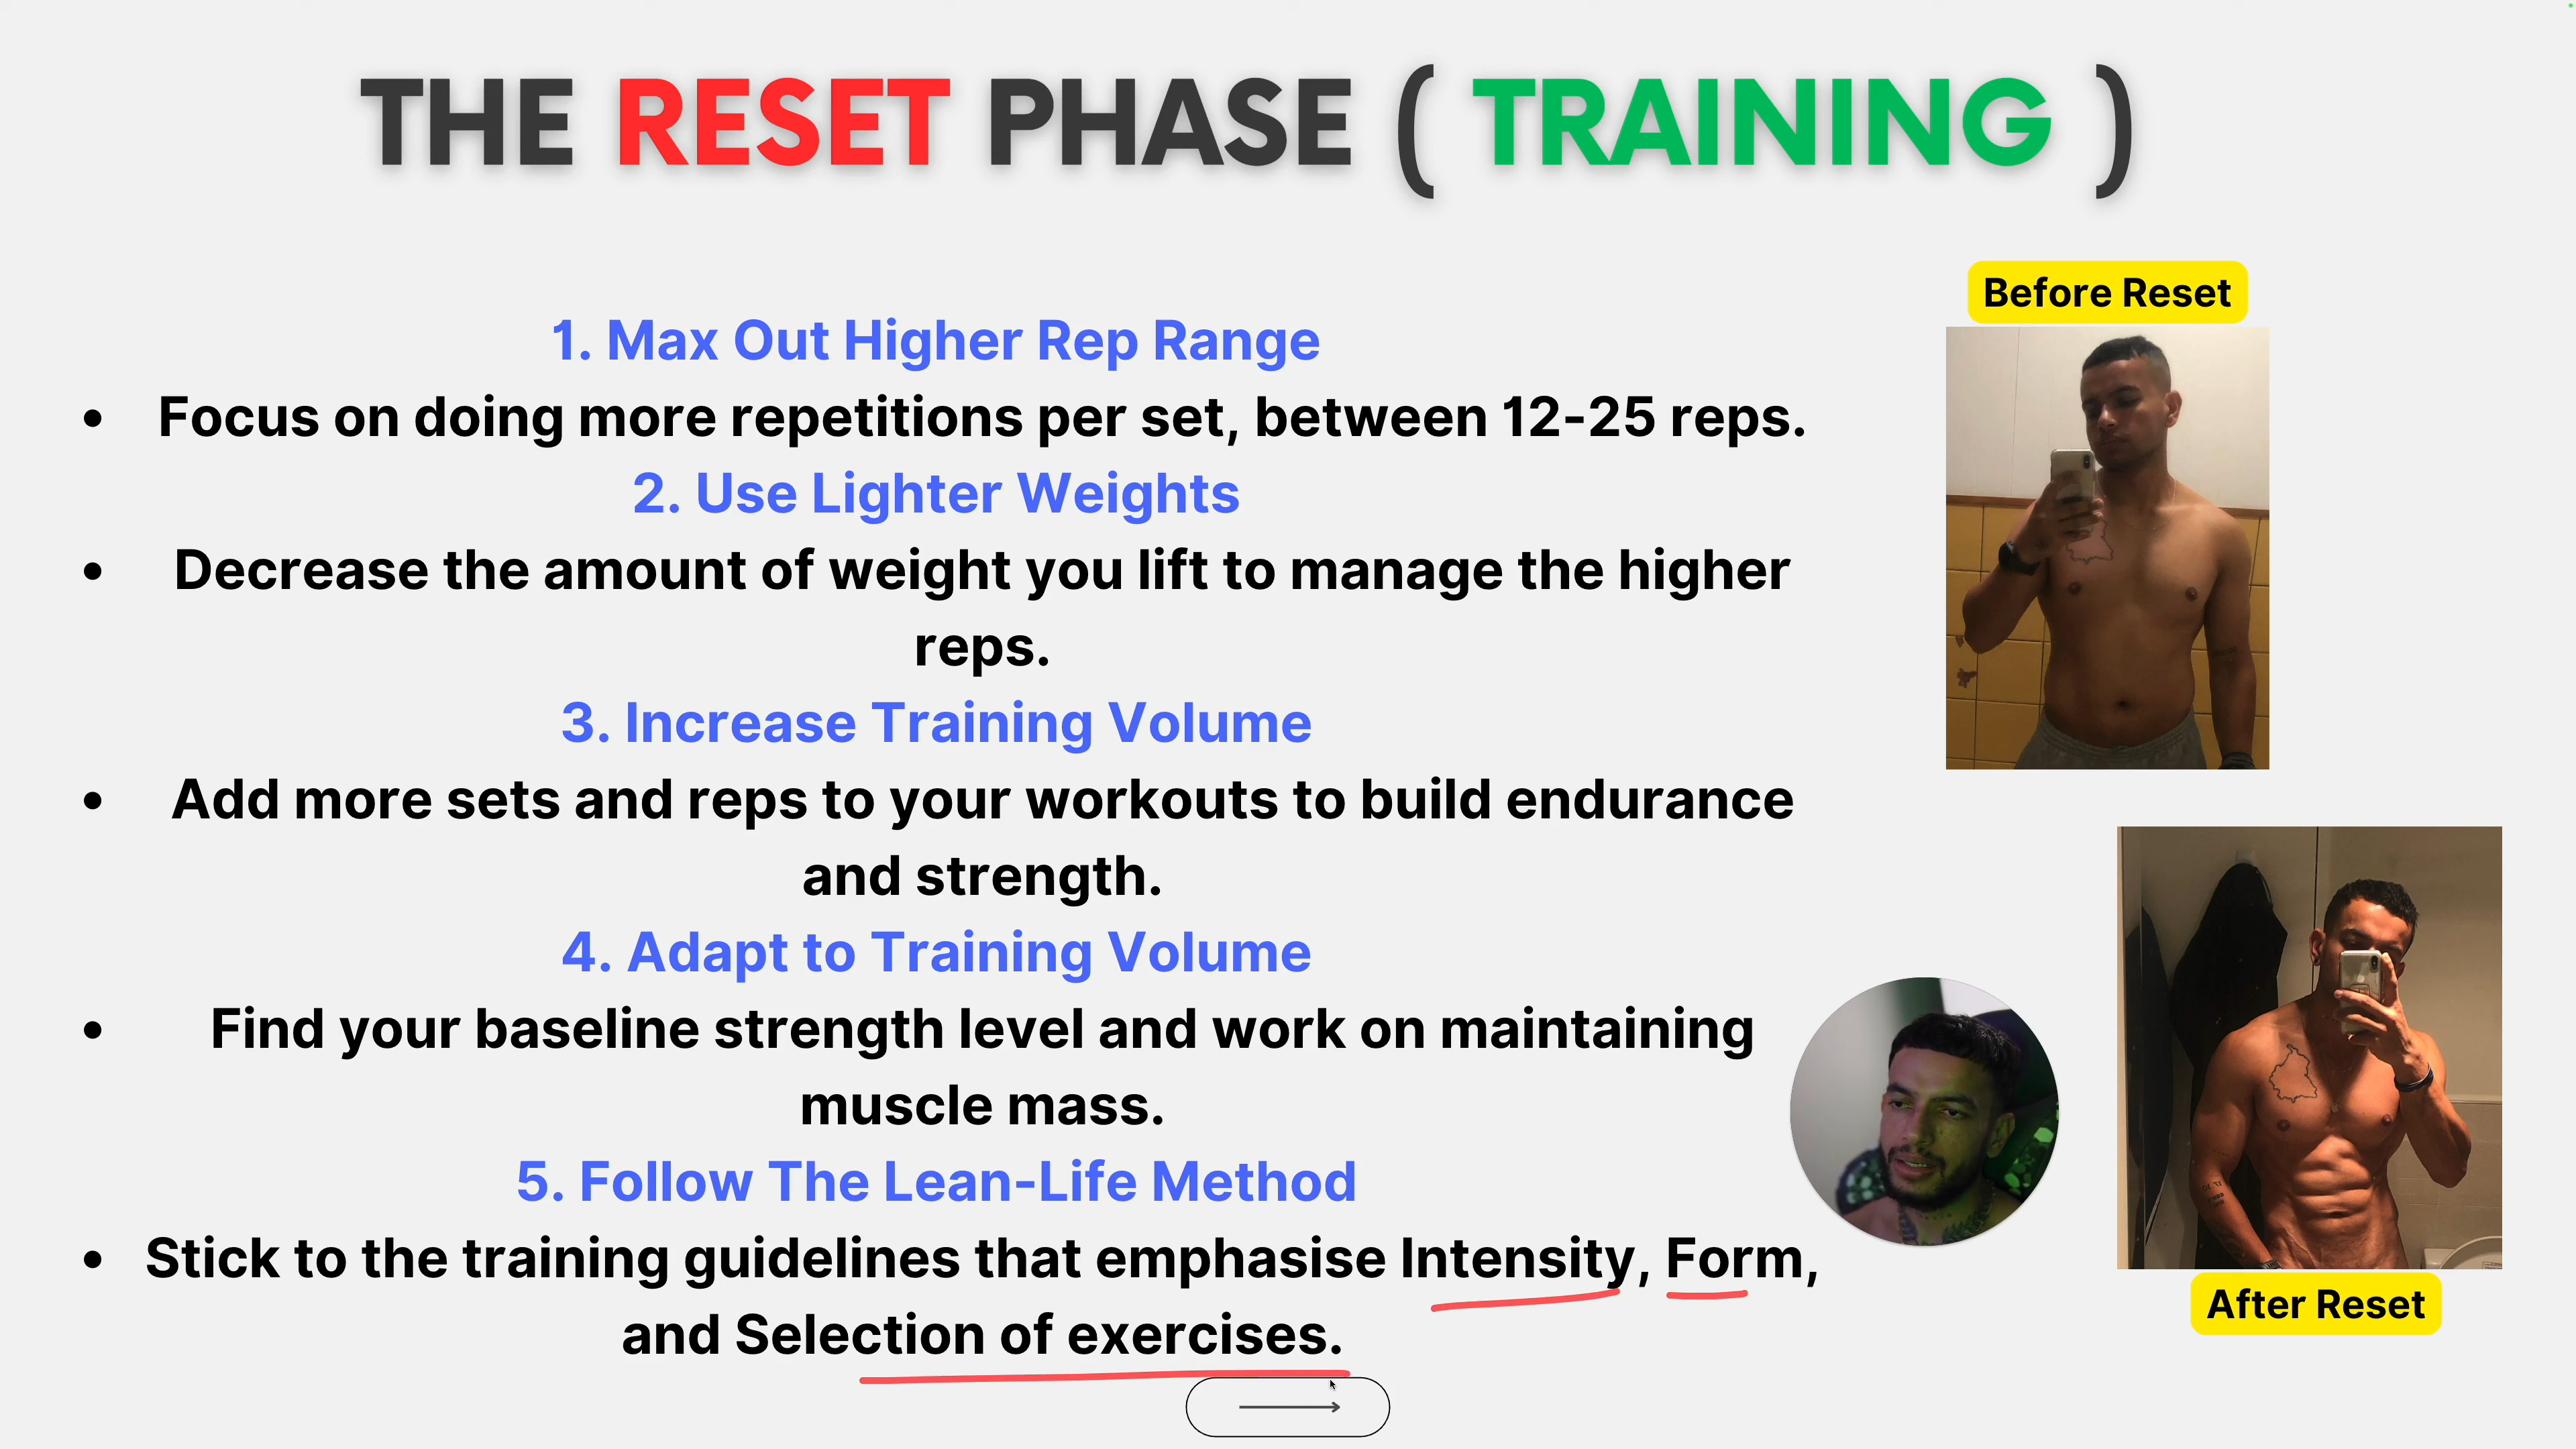 THE RESET PHASE ( TRAINING )
Before Reset
1. Max Out Higher Rep Range
• Focus on doing more repetitions per set, between 12-25 reps.
2. Use Lighter Weights
• Decrease the amount of weight you lift to manage the higher
reps.
3. Increase Training Volume
• Add more sets and reps to your workouts to build endurance
and strength.
4. Adapt to Training Volume
• Find your baseline strength level and work on maintaining
muscle mass.
5. Follow The Lean-Life Method
• Stick to the training guidelines that emphasise Intensity, Form,
and Selection of exercises.
After Reset